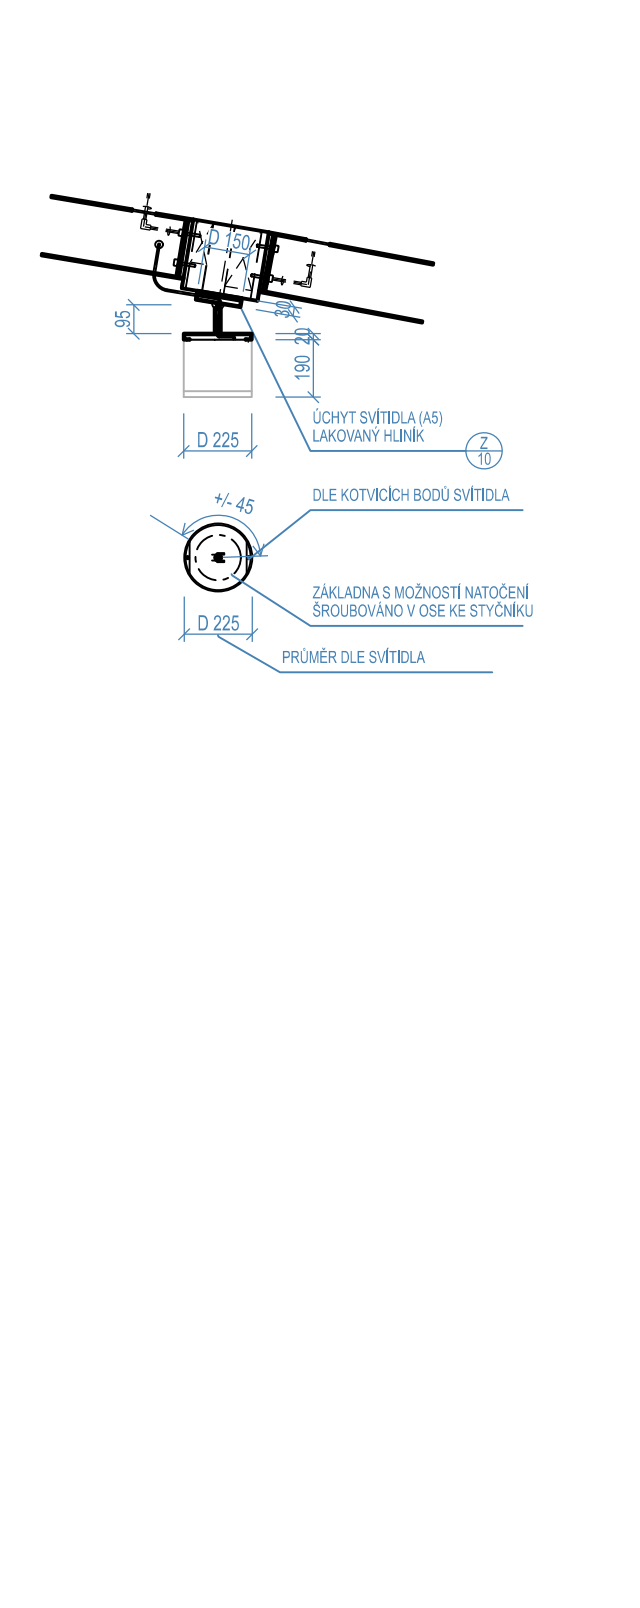 D 150
30
95
20
190
ÚCHYT SVÍTIDLA (A5)
LAKOVANÝ HLINÍK
Z
10
D 225
+/- 45
DLE KOTVICÍCH BODŮ SVÍTIDLA
ZÁKLADNA S MOŽNOSTÍ NATOČENÍ
ŠROUBOVÁNO V OSE KE STYČNÍKU
D 225
PRŮMĚR DLE SVÍTIDLA